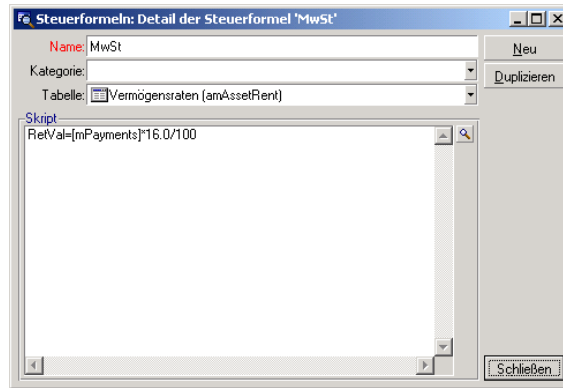 Steuerformeln: Detail der Steuerformel 'MwSt'
Name: MwSt
Neu
Kategorie:
Duplizieren
Tabelle: Vermögensraten (amAssetRent)
Skript
RetVal=[mPayments]*16.0/100
Schließen